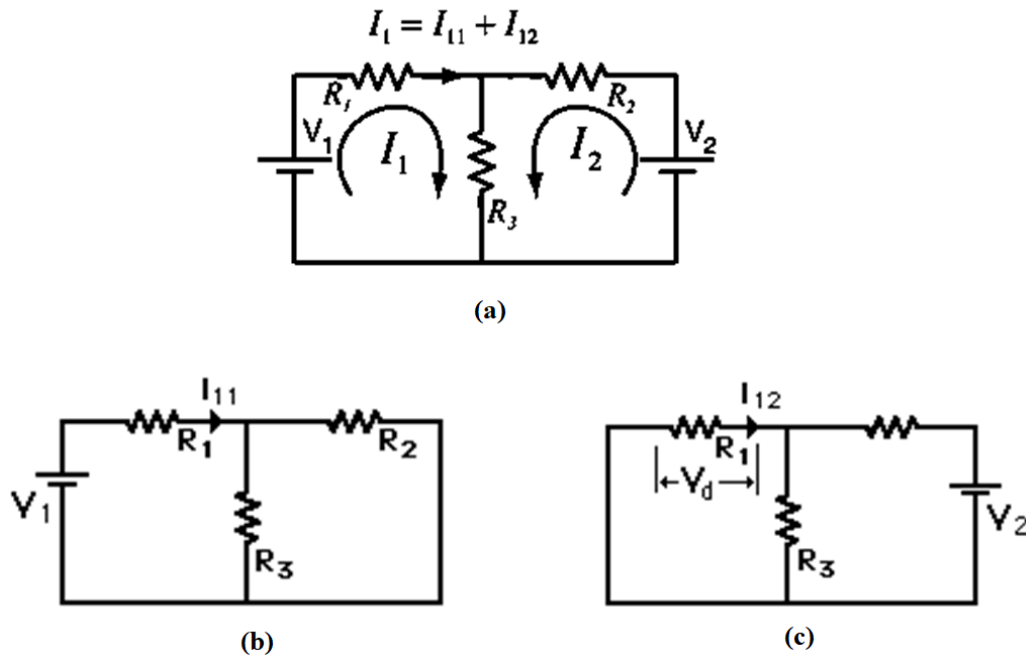 I₁ = I₁₁ + I₁₂
R₁ R₂
V₁ V₂
I₁ I₂
R₃
(a)
I₁₁ I₁₂
R₁ R₂ R₁
V_d
V₁ V₂
R₃ R₃
(b) (c)